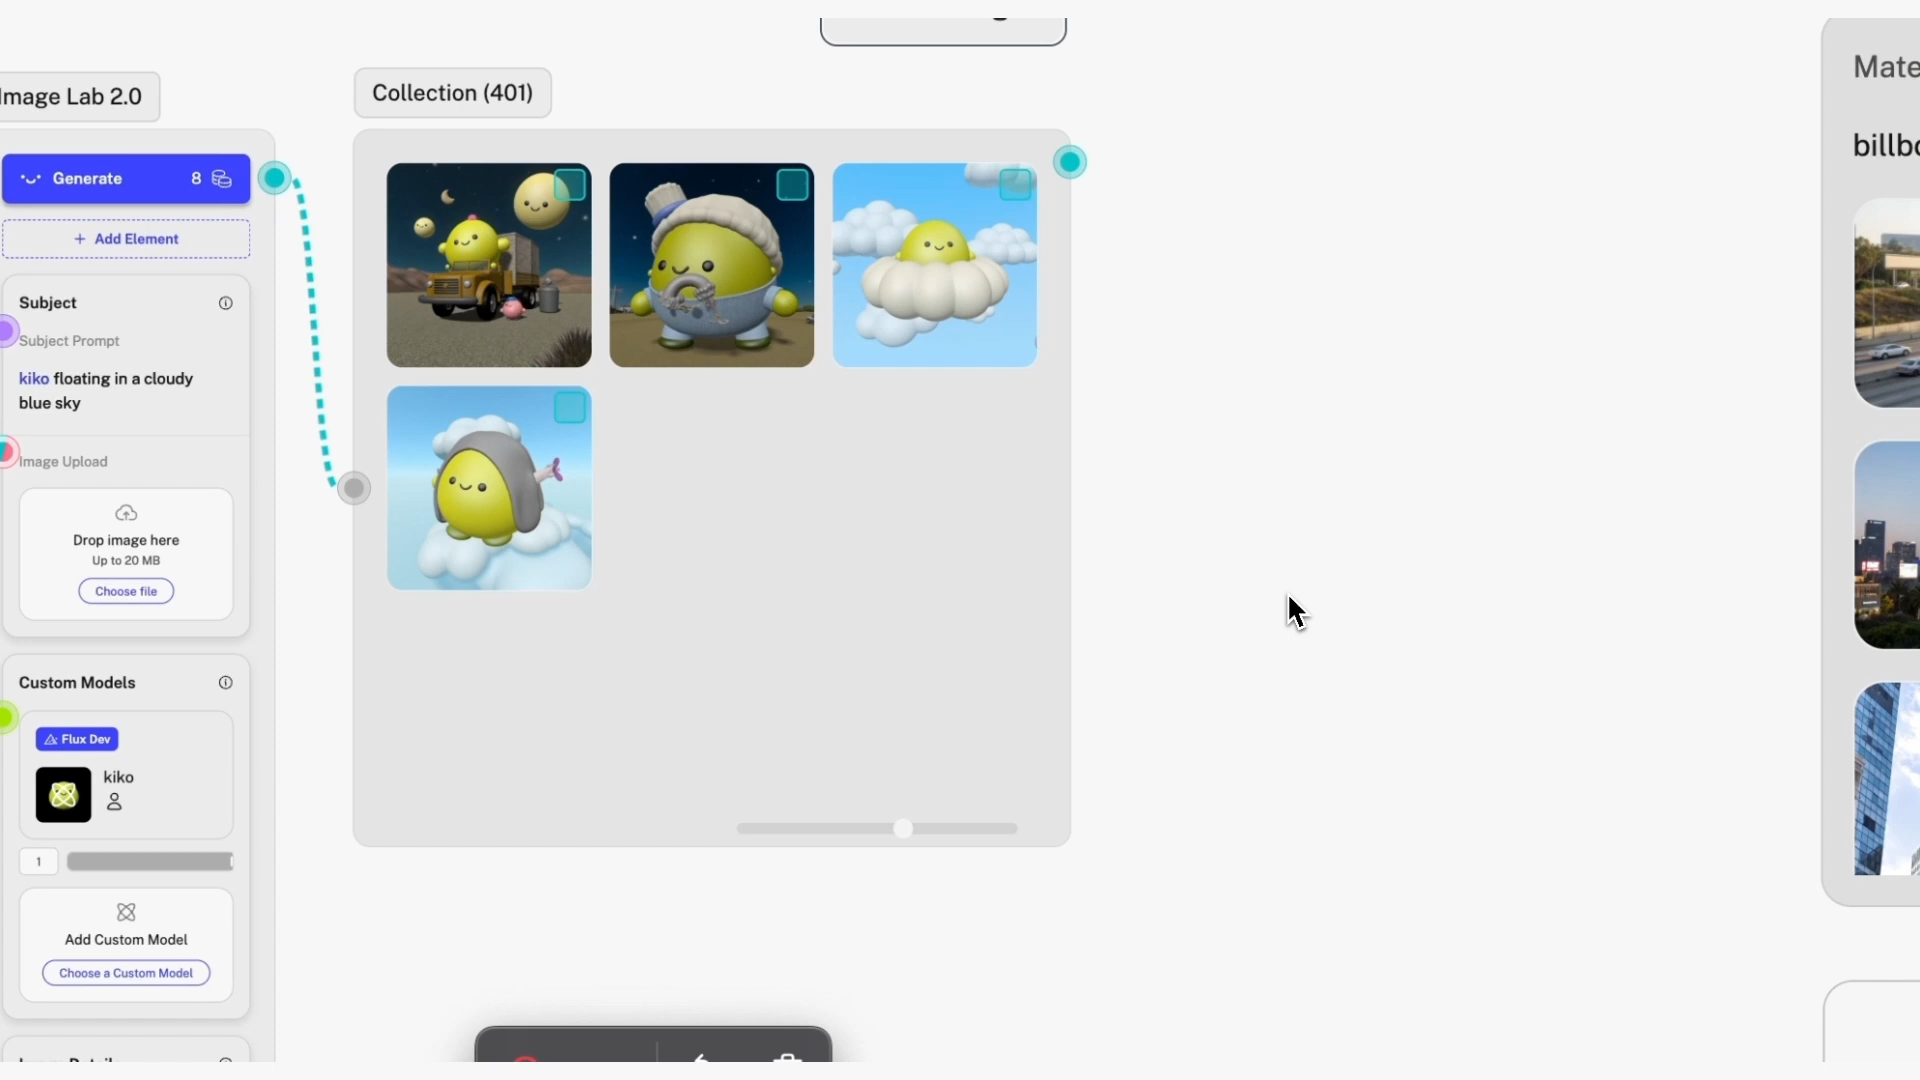 Image Lab 2.0
Collection (401)
Generate 8
+ Add Element
Subject
Subject Prompt
kiko floating in a cloudy
blue sky
Image Upload
Drop image here
Up to 20 MB
Choose file
Custom Models
Flux Dev
kiko
1
Add Custom Model
Choose a Custom Model
Mate
billbo